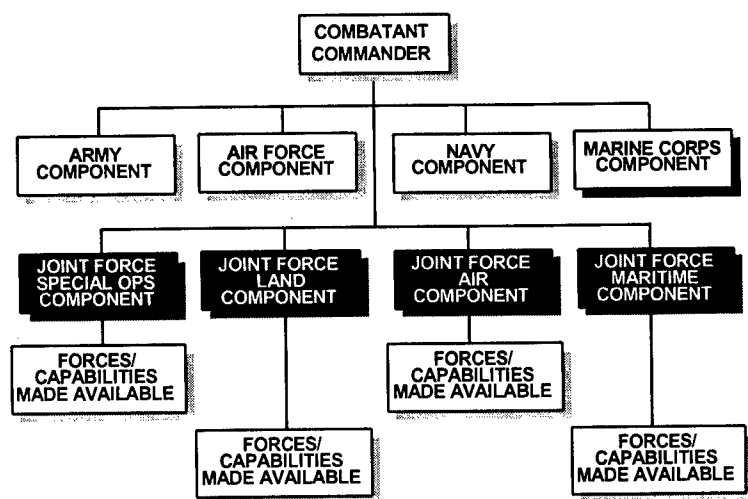 COMBATANT
COMMANDER
ARMY
COMPONENT
AIR FORCE
COMPONENT
NAVY
COMPONENT
MARINE CORPS
COMPONENT
JOINT FORCE
SPECIAL OPS
COMPONENT
JOINT FORCE
LAND
COMPONENT
JOINT FORCE
AIR
COMPONENT
JOINT FORCE
MARITIME
COMPONENT
FORCES/
CAPABILITIES
MADE AVAILABLE
FORCES/
CAPABILITIES
MADE AVAILABLE
FORCES/
CAPABILITIES
MADE AVAILABLE
FORCES/
CAPABILITIES
MADE AVAILABLE